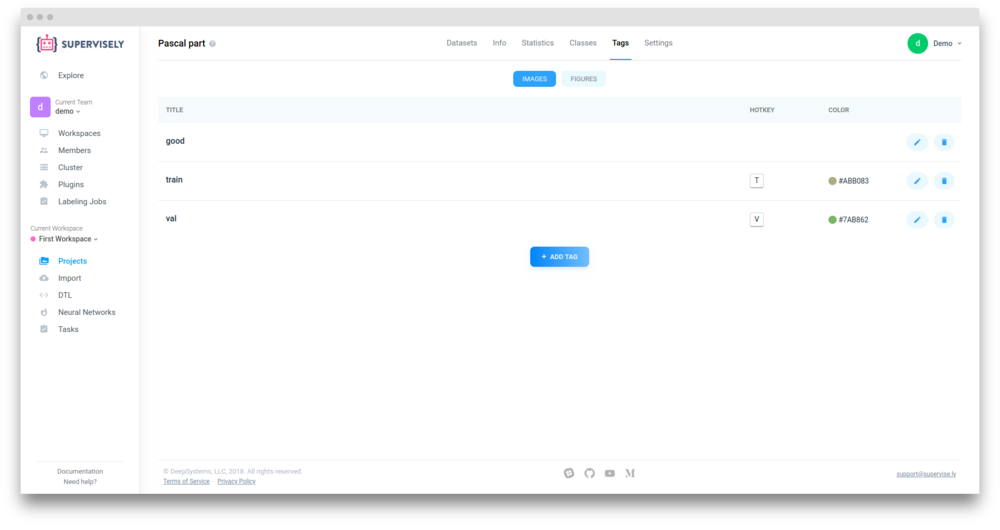 SUPERVISELY
Explore
Current Team
d
demo
Workspaces
Members
Cluster
Plugins
Labeling Jobs
Current Workspace
First Workspace
Projects
Import
DTL
Neural Networks
Tasks
Documentation
Need help?
Pascal part ?
Datasets Info Statistics Classes Tags Settings
d Demo
IMAGES FIGURES
TITLE HOTKEY COLOR
good
train T #ABB083
val V #7AB862
+ ADD TAG
© DeepSystems, LLC, 2018. All rights reserved.
Terms of Service · Privacy Policy
support@supervise.ly